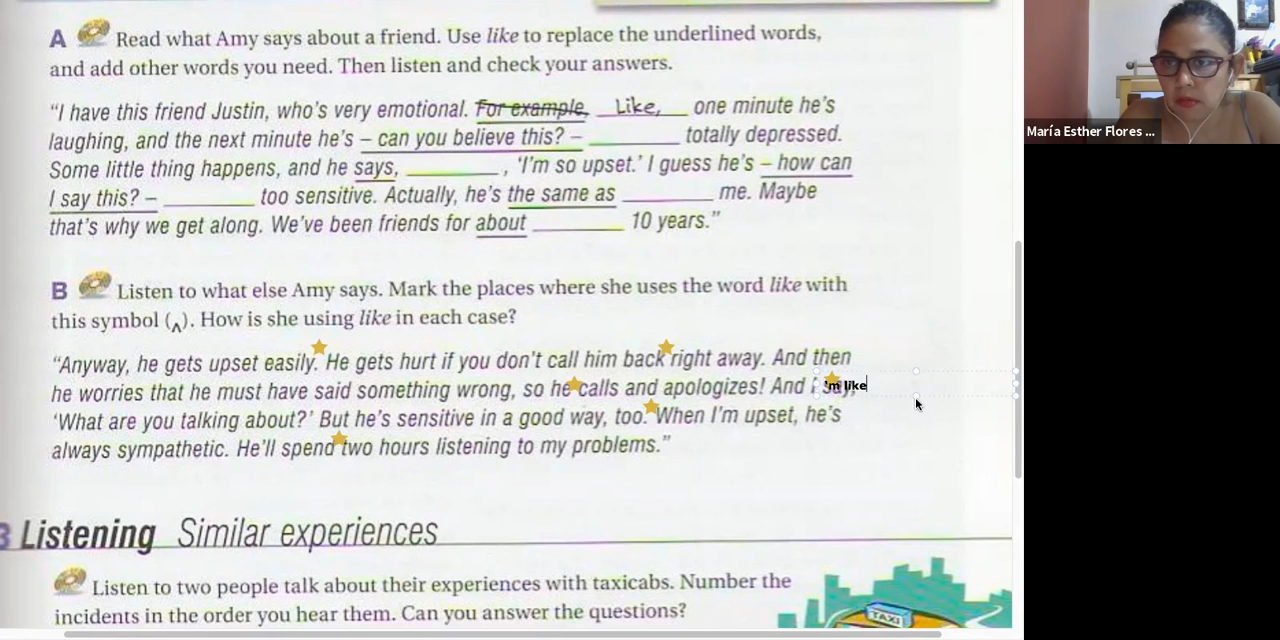 A Read what Amy says about a friend. Use like to replace the underlined words,
and add other words you need. Then listen and check your answers.
"I have this friend Justin, who's very emotional. For example, Like, one minute he's
laughing, and the next minute he's – can you believe this? – ________ totally depressed.
Some little thing happens, and he says, ________ , 'I'm so upset.' I guess he's – how can
I say this? – ________ too sensitive. Actually, he's the same as ________ me. Maybe
that's why we get along. We've been friends for about ________ 10 years."
B Listen to what else Amy says. Mark the places where she uses the word like with
this symbol (^). How is she using like in each case?
"Anyway, he gets upset easily. He gets hurt if you don't call him back right away. And then
he worries that he must have said something wrong, so he calls and apologizes! And I say, 'm like
'What are you talking about?' But he's sensitive in a good way, too. When I'm upset, he's
always sympathetic. He'll spend two hours listening to my problems."
3 Listening Similar experiences
Listen to two people talk about their experiences with taxicabs. Number the
incidents in the order you hear them. Can you answer the questions?
TAXI
María Esther Flores ...